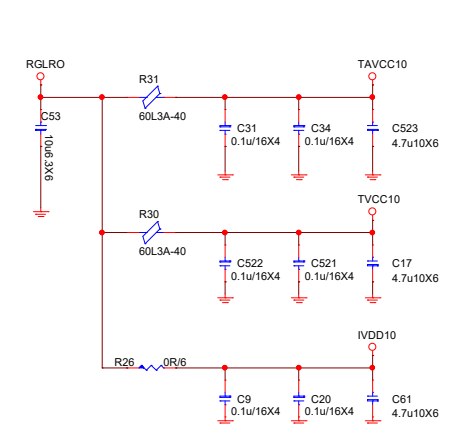 RGLRO
TAVCC10
R31
60L3A-40
C53
10u6.3X6
C31
0.1u/16X4
C34
0.1u/16X4
C523
4.7u10X6
TVCC10
R30
60L3A-40
C522
0.1u/16X4
C521
0.1u/16X4
C17
4.7u10X6
IVDD10
R26
0R/6
C9
0.1u/16X4
C20
0.1u/16X4
C61
4.7u10X6